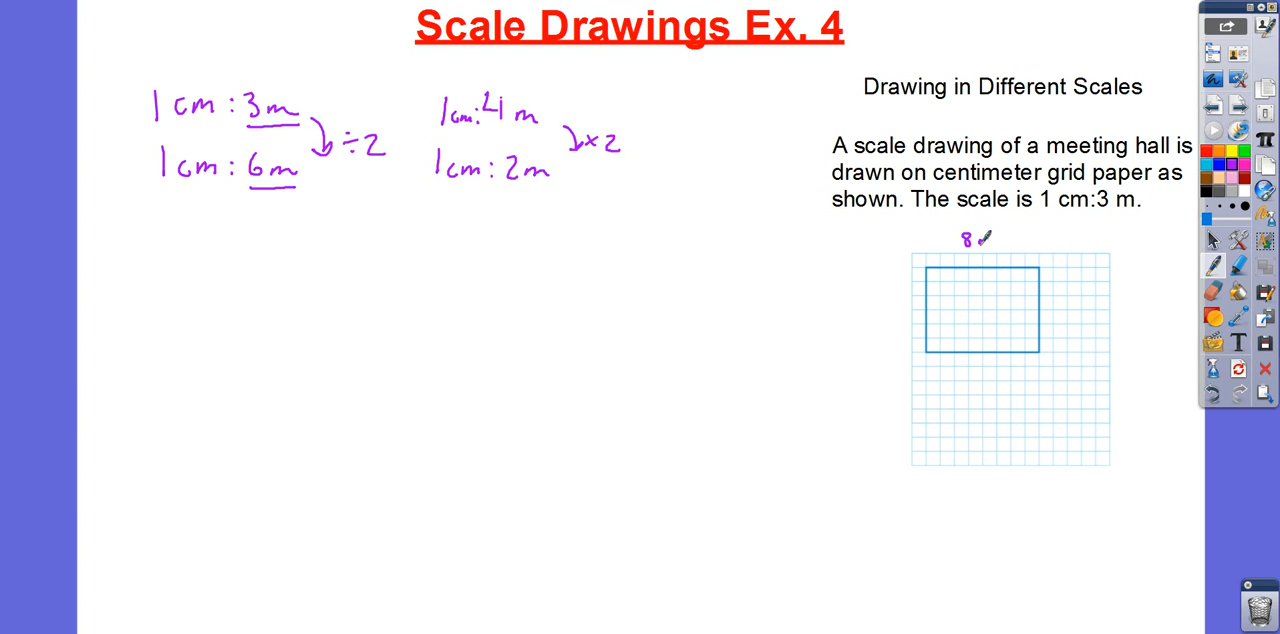 Scale Drawings Ex. 4
1 cm : 3 m
÷ 2
1 cm : 6 m
1 cm : 4 m
× 2
1 cm : 2 m
Drawing in Different Scales
A scale drawing of a meeting hall is
drawn on centimeter grid paper as
shown. The scale is 1 cm:3 m.
8
π
T